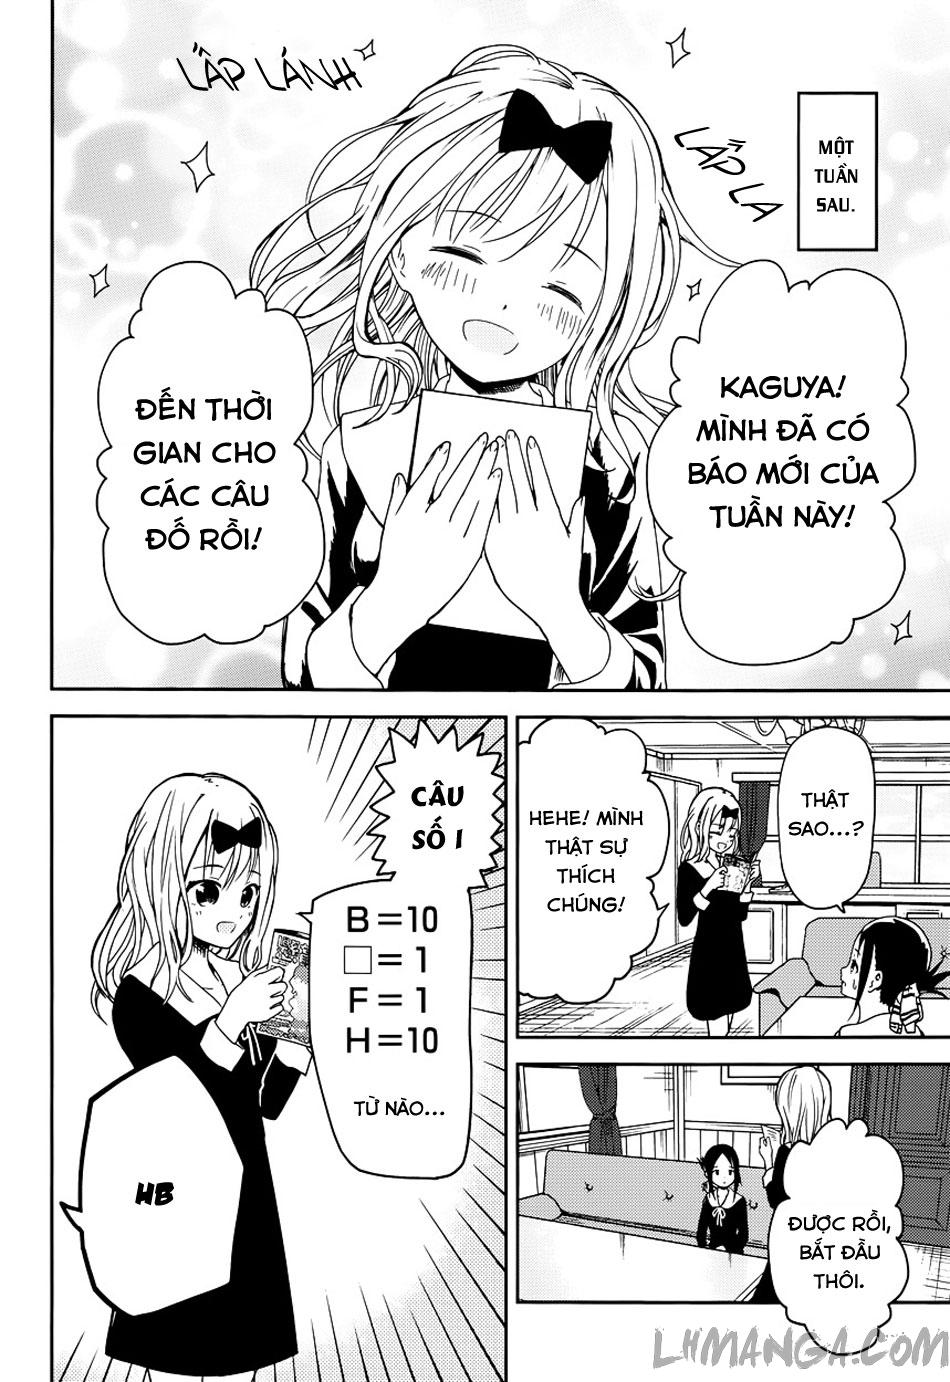 MỘT
TUẦN
SAU.
LẤP LÁNH
KAGUYA!
MÌNH ĐÃ CÓ
BÁO MỚI CỦA
TUẦN NÀY!
ĐẾN THỜI
GIAN CHO
CÁC CÂU
ĐỐ RỒI!
THẬT
SAO...?
HEHE! MÌNH
THẬT SỰ
THÍCH
CHÚNG!
ĐƯỢC RỒI,
BẮT ĐẦU
THÔI.
CÂU
SỐ 1
B = 10
□ = 1
F = 1
H = 10
TỪ NÀO...
HB
LHMANGA.COM